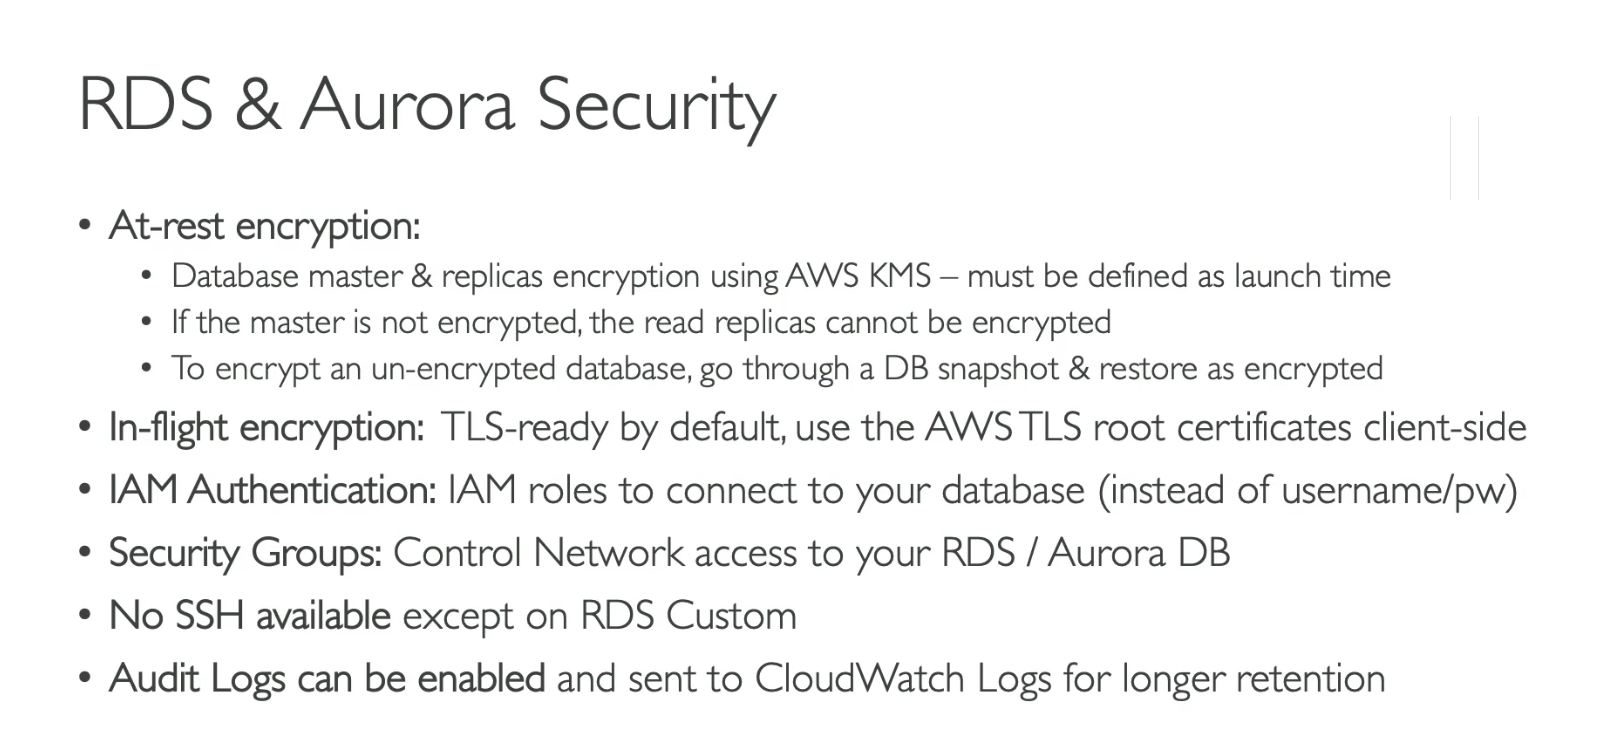 RDS & Aurora Security
• At-rest encryption:
• Database master & replicas encryption using AWS KMS – must be defined as launch time
• If the master is not encrypted, the read replicas cannot be encrypted
• To encrypt an un-encrypted database, go through a DB snapshot & restore as encrypted
• In-flight encryption: TLS-ready by default, use the AWS TLS root certificates client-side
• IAM Authentication: IAM roles to connect to your database (instead of username/pw)
• Security Groups: Control Network access to your RDS / Aurora DB
• No SSH available except on RDS Custom
• Audit Logs can be enabled and sent to CloudWatch Logs for longer retention